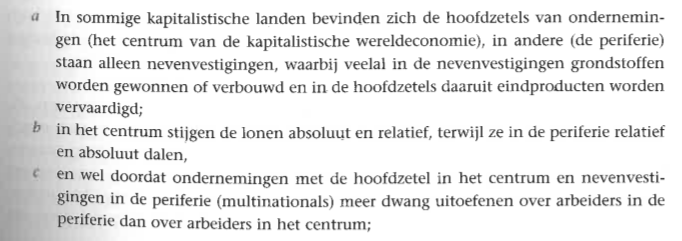 a In sommige kapitalistische landen bevinden zich de hoofdzetels van ondernemin-
gen (het centrum van de kapitalistische wereldeconomie), in andere (de periferie)
staan alleen nevenvestigingen, waarbij veelal in de nevenvestigingen grondstoffen
worden gewonnen of verbouwd en in de hoofdzetels daaruit eindproducten worden
vervaardigd;
b in het centrum stijgen de lonen absoluut en relatief, terwijl ze in de periferie relatief
en absoluut dalen,
c en wel doordat ondernemingen met de hoofdzetel in het centrum en nevenvesti-
gingen in de periferie (multinationals) meer dwang uitoefenen over arbeiders in de
periferie dan over arbeiders in het centrum;